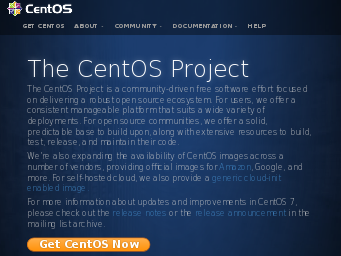 CentOS
GET CENTOS ABOUT COMMUNITY DOCUMENTATION HELP
The CentOS Project
The CentOS Project is a community-driven free software effort focused
on delivering a robust open source ecosystem. For users, we offer a
consistent manageable platform that suits a wide variety of
deployments. For open source communities, we offer a solid,
predictable base to build upon, along with extensive resources to build,
test, release, and maintain their code.
We're also expanding the availability of CentOS images across a
number of vendors, providing official images for Amazon, Google, and
more. For self-hosted cloud, we also provide a generic cloud-init
enabled image.
For more information about updates and improvements in CentOS 7,
please check out the release notes or the release announcement in the
mailing list archive.
Get CentOS Now